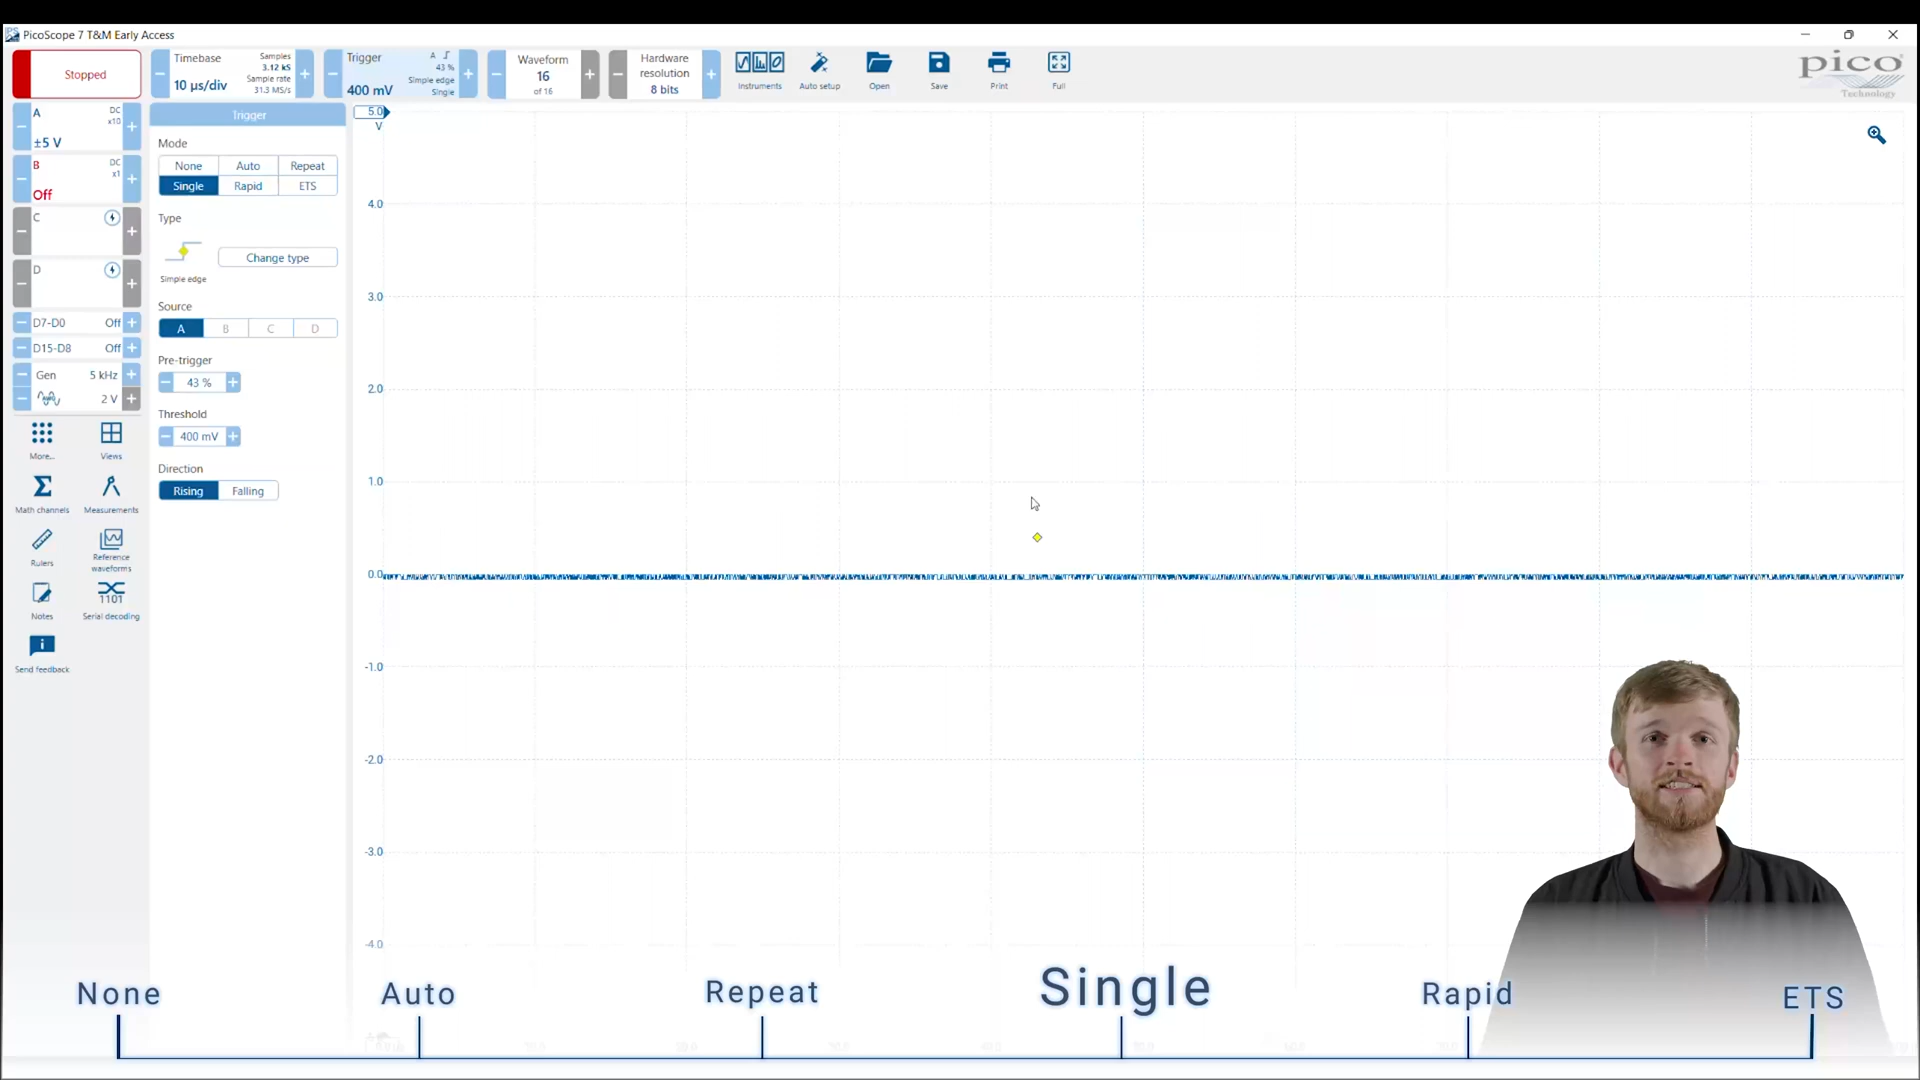 PicoScope 7 T&M Early Access
Stopped
Timebase
10 µs/div
Samples
3.12 kS
Sample rate
31.3 MS/s
Trigger
400 mV
A
43 %
Simple edge
Single
Waveform
16
of 16
Hardware
resolution
8 bits
Instruments
Auto setup
Open
Save
Print
Full
pico
Technology
A
DC
x10
±5 V
B
DC
x1
Off
C
D
D7-D0 Off
D15-D8 Off
Gen 5 kHz
2 V
More...
Views
Math channels
Measurements
Rulers
Reference
waveforms
Notes
1101
Serial decoding
Send feedback
Trigger
Mode
None Auto Repeat
Single Rapid ETS
Type
Simple edge
Change type
Source
A B C D
Pre-trigger
43 %
Threshold
400 mV
Direction
Rising Falling
5.0
V
4.0
3.0
2.0
1.0
0.0
-1.0
-2.0
-3.0
-4.0
None Auto Repeat Single Rapid ETS